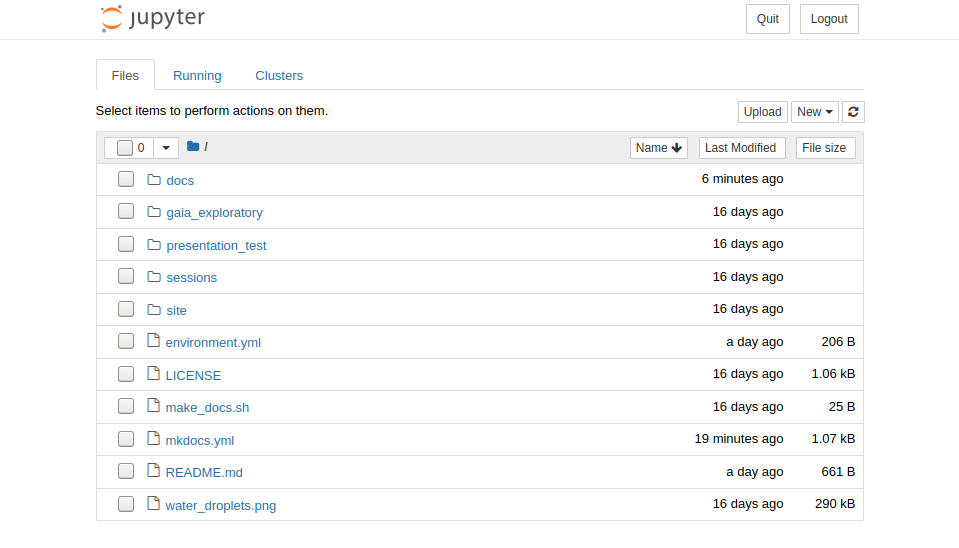 jupyter Quit Logout
Files Running Clusters
Select items to perform actions on them. Upload New
0 / Name Last Modified File size
docs 6 minutes ago
gaia_exploratory 16 days ago
presentation_test 16 days ago
sessions 16 days ago
site 16 days ago
environment.yml a day ago 206 B
LICENSE 16 days ago 1.06 kB
make_docs.sh 16 days ago 25 B
mkdocs.yml 19 minutes ago 1.07 kB
README.md a day ago 661 B
water_droplets.png 16 days ago 290 kB